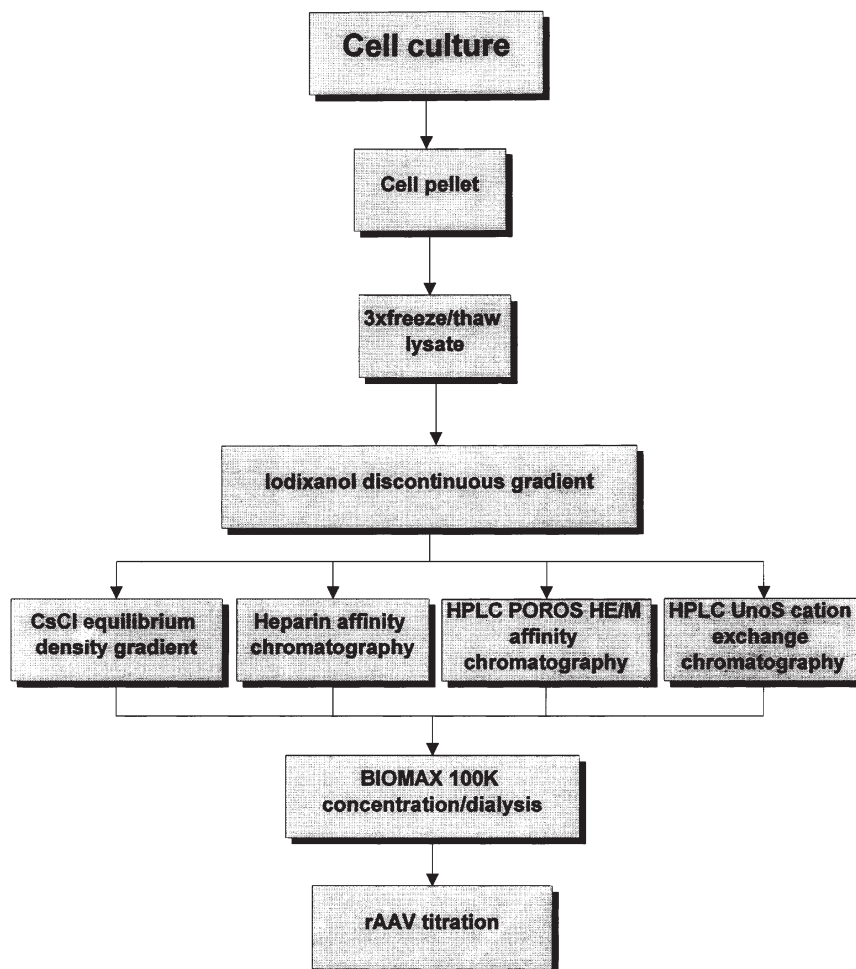 Cell culture
Cell pellet
3xfreeze/thaw
lysate
Iodixanol discontinuous gradient
CsCl equilibrium
density gradient
Heparin affinity
chromatography
HPLC POROS HE/M
affinity
chromatography
HPLC UnoS cation
exchange
chromatography
BIOMAX 100K
concentration/dialysis
rAAV titration